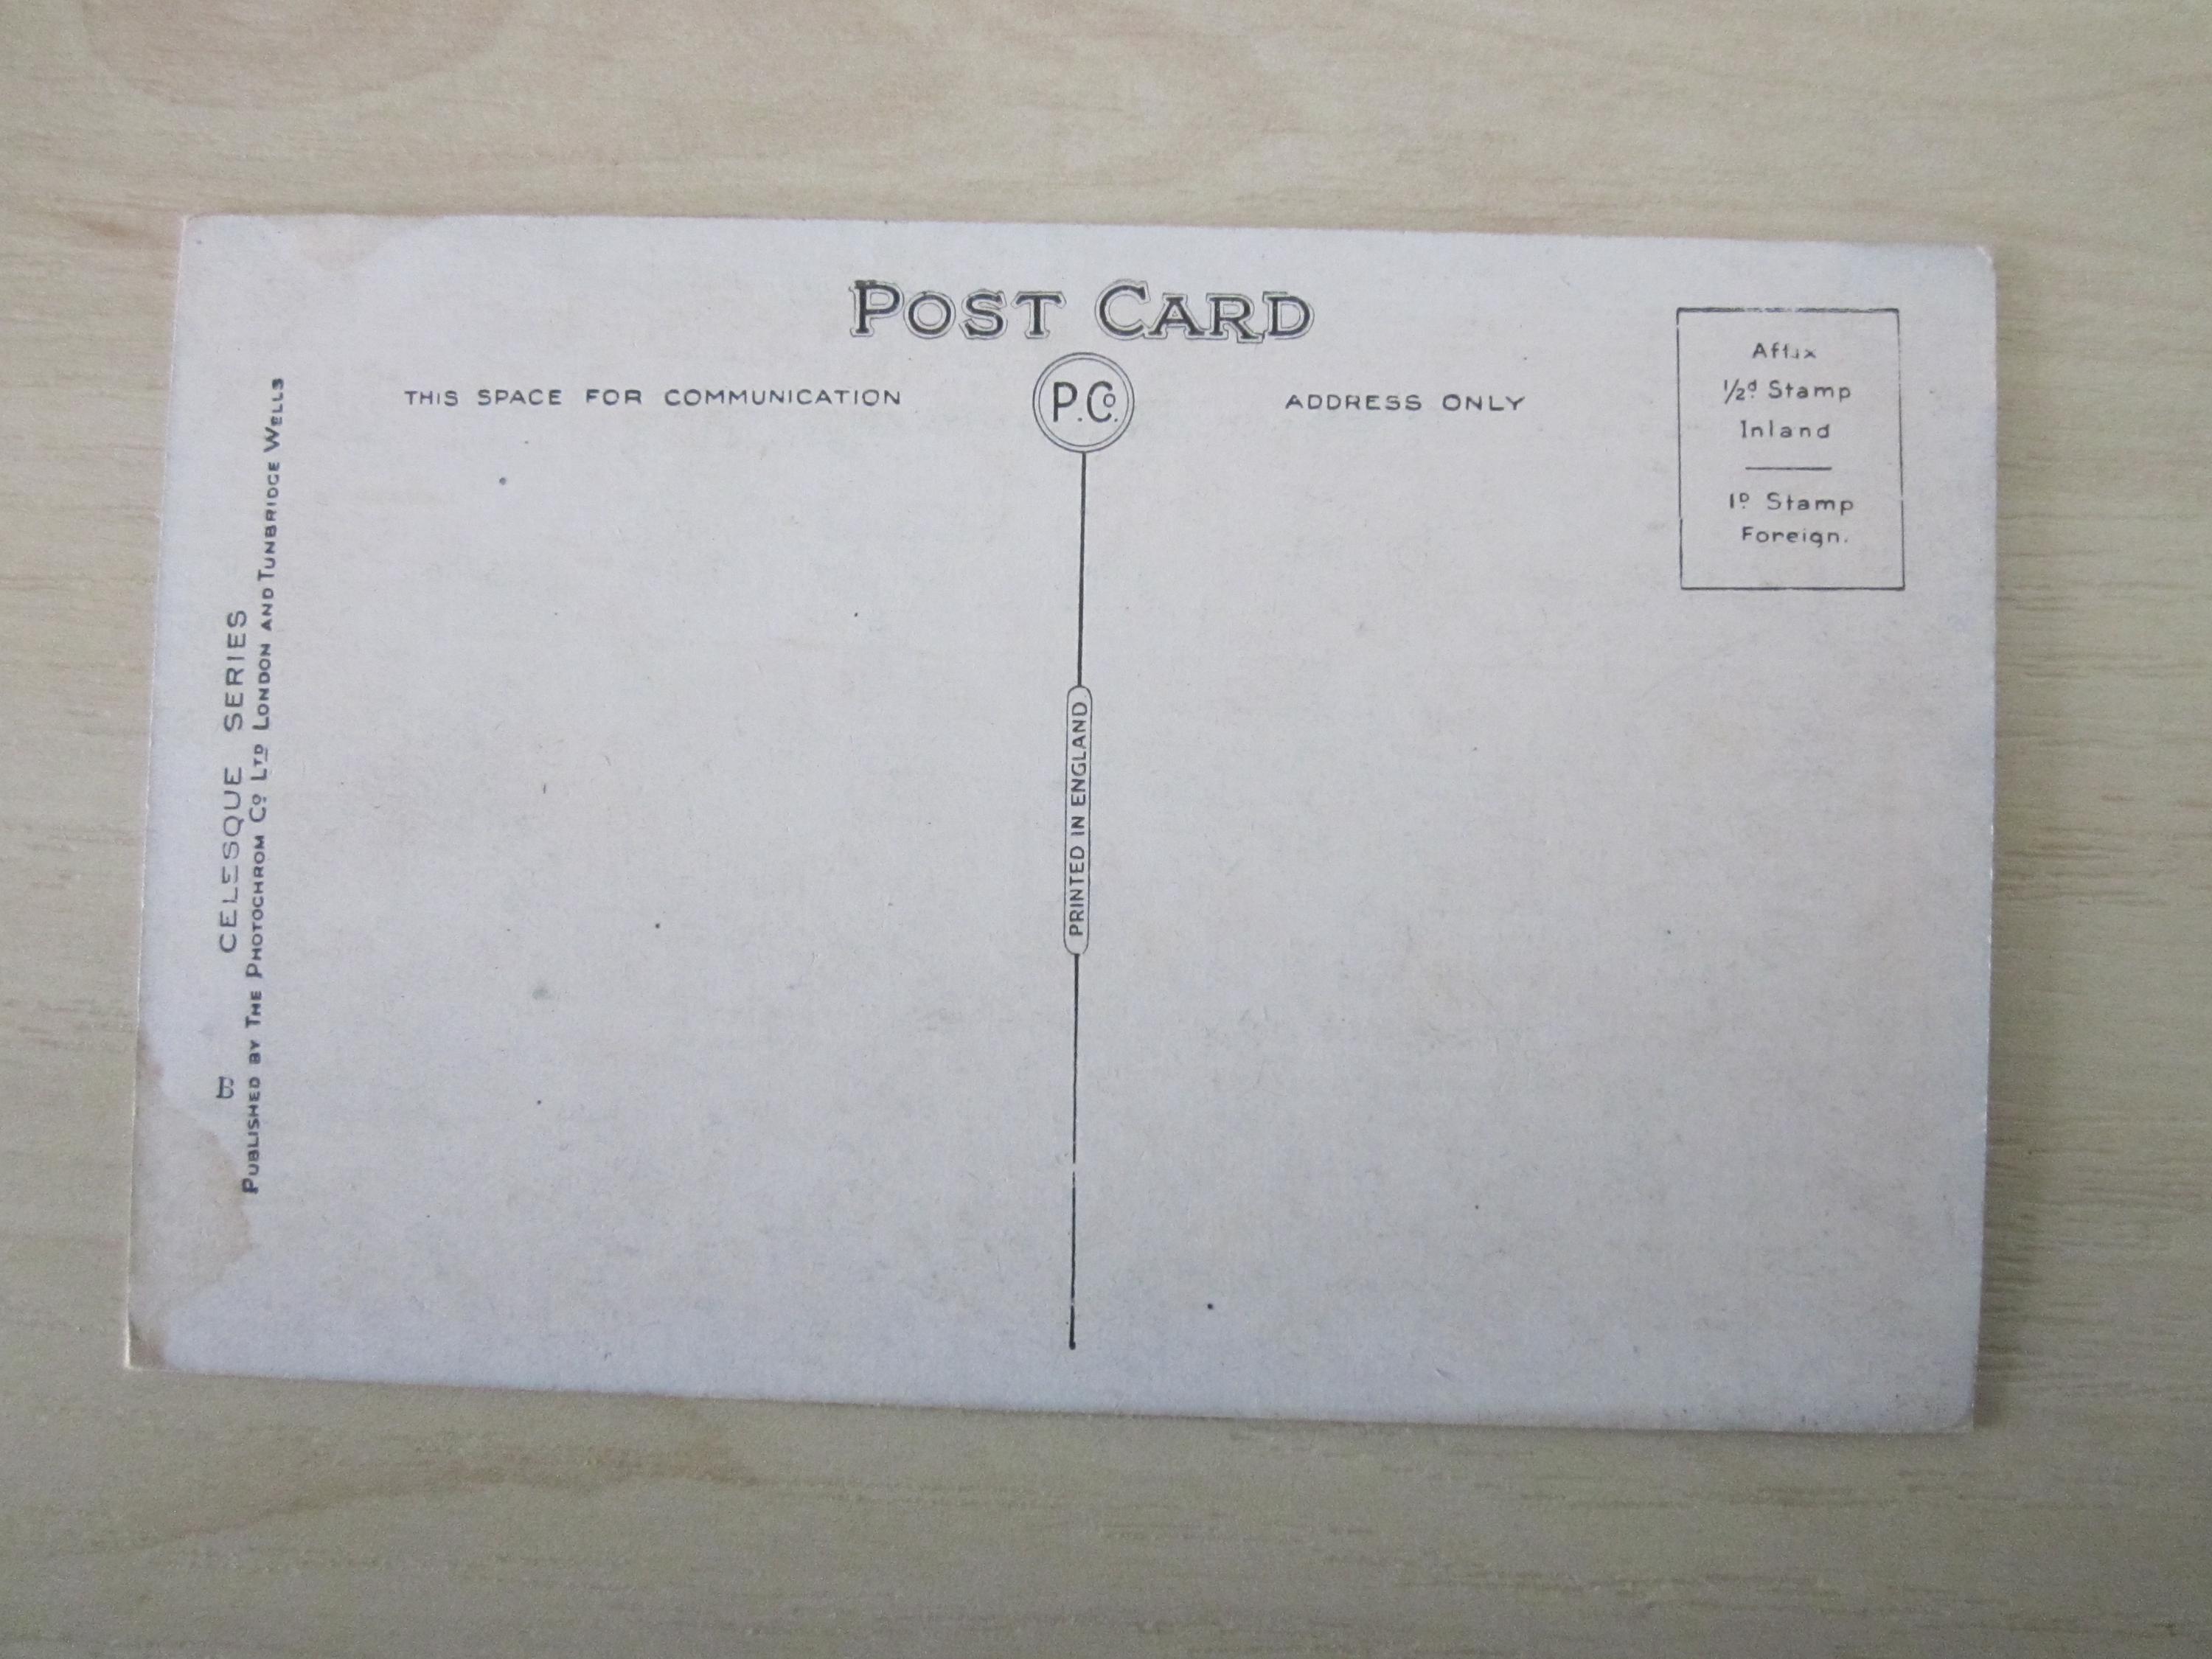 POST CARD
THIS SPACE FOR COMMUNICATION
P.Cº.
ADDRESS ONLY
Affix
½ᵈ Stamp
Inland
1ᴰ Stamp
Foreign.
PRINTED IN ENGLAND
B CELESQUE SERIES
PUBLISHED BY THE PHOTOCHROM Cº LTD LONDON AND TUNBRIDGE WELLS